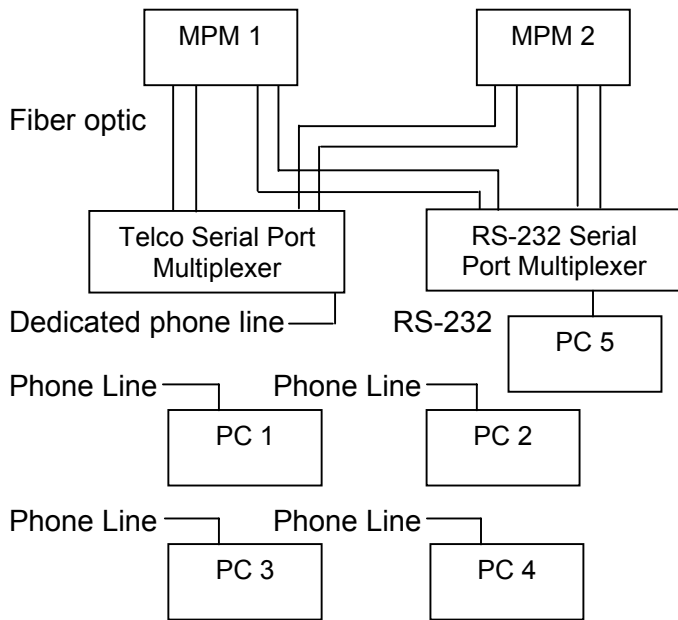 MPM 1
MPM 2
Fiber optic
Telco Serial Port
Multiplexer
RS-232 Serial
Port Multiplexer
Dedicated phone line
RS-232
PC 5
Phone Line
Phone Line
PC 1
PC 2
Phone Line
Phone Line
PC 3
PC 4